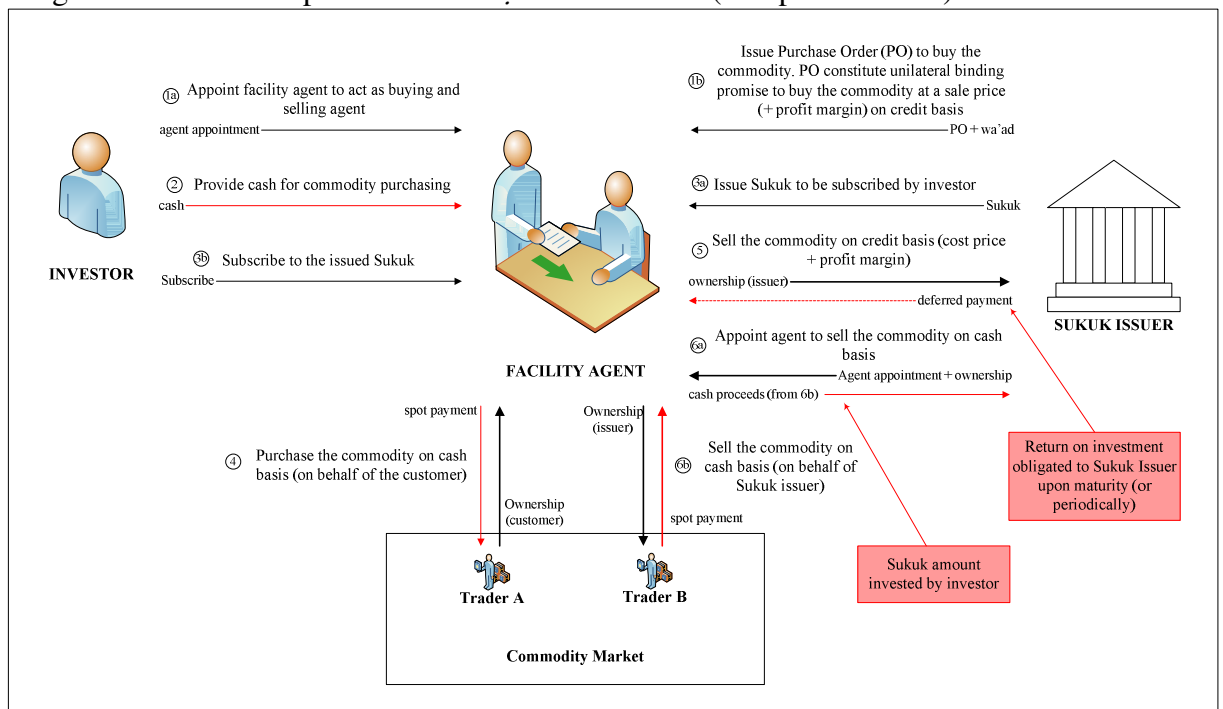 1a Appoint facility agent to act as buying and
selling agent
agent appointment
Issue Purchase Order (PO) to buy the
1b commodity. PO constitute unilateral binding
promise to buy the commodity at a sale price
(+ profit margin) on credit basis
PO + wa’ad
2 Provide cash for commodity purchasing
cash
3a Issue Sukuk to be subscribed by investor
Sukuk
INVESTOR
3b Subscribe to the issued Sukuk
Subscribe
5 Sell the commodity on credit basis (cost price
+ profit margin)
ownership (issuer)
deferred payment
SUKUK ISSUER
6a Appoint agent to sell the commodity on cash
basis
FACILITY AGENT
Agent appointment + ownership
cash proceeds (from 6b)
spot payment
4 Purchase the commodity on cash
basis (on behalf of the customer)
Ownership
(customer)
Ownership
(issuer)
6b Sell the commodity on
cash basis (on behalf of
Sukuk issuer)
spot payment
Return on investment
obligated to Sukuk Issuer
upon maturity (or
periodically)
Sukuk amount
invested by investor
Trader A
Trader B
Commodity Market